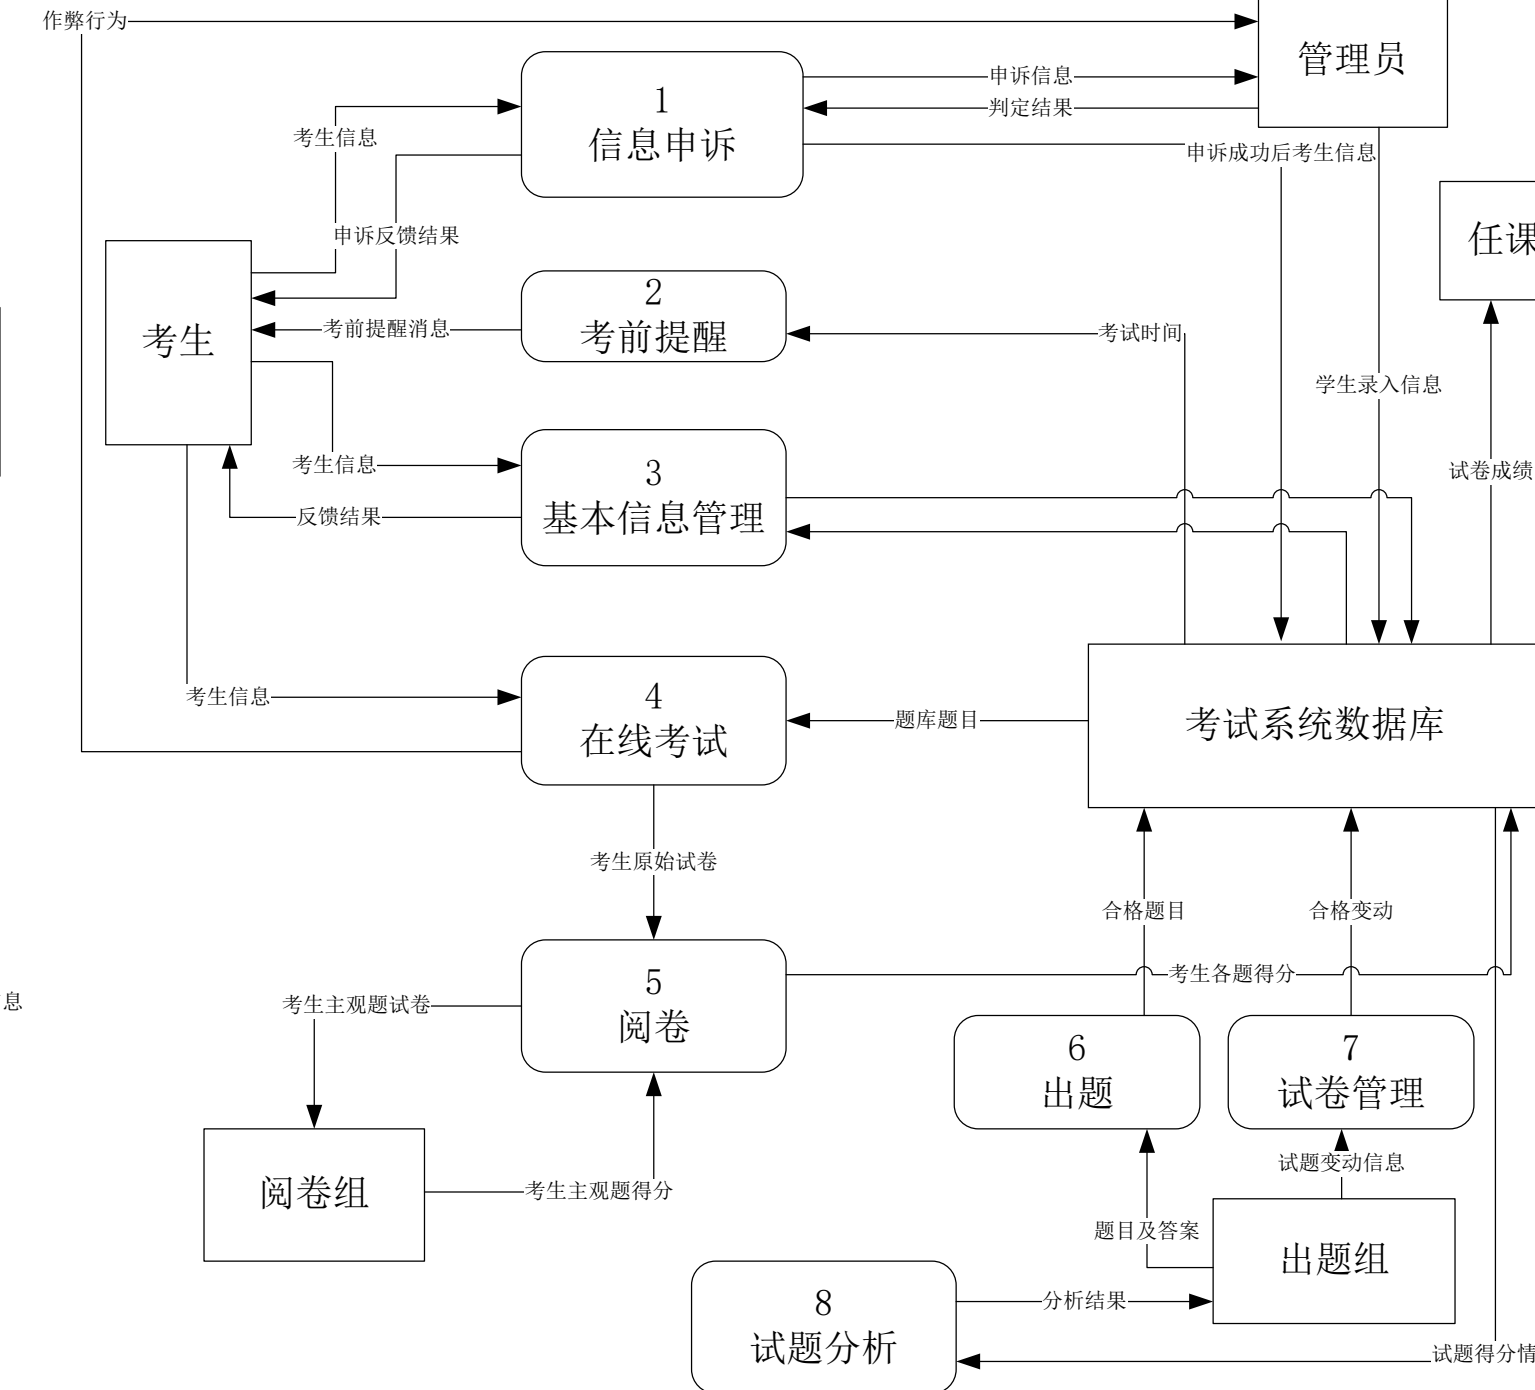 作弊行为
管理员
1
信息申诉
申诉信息
判定结果
考生信息
申诉成功后考生信息
申诉反馈结果
任课
2
考前提醒
考生
考前提醒消息
考试时间
学生录入信息
3
基本信息管理
考生信息
试卷成绩
反馈结果
4
在线考试
考生信息
题库题目
考试系统数据库
考生原始试卷
合格题目
合格变动
5
阅卷
考生各题得分
息
考生主观题试卷
6
出题
7
试卷管理
试题变动信息
阅卷组
考生主观题得分
题目及答案
出题组
8
试题分析
分析结果
试题得分情